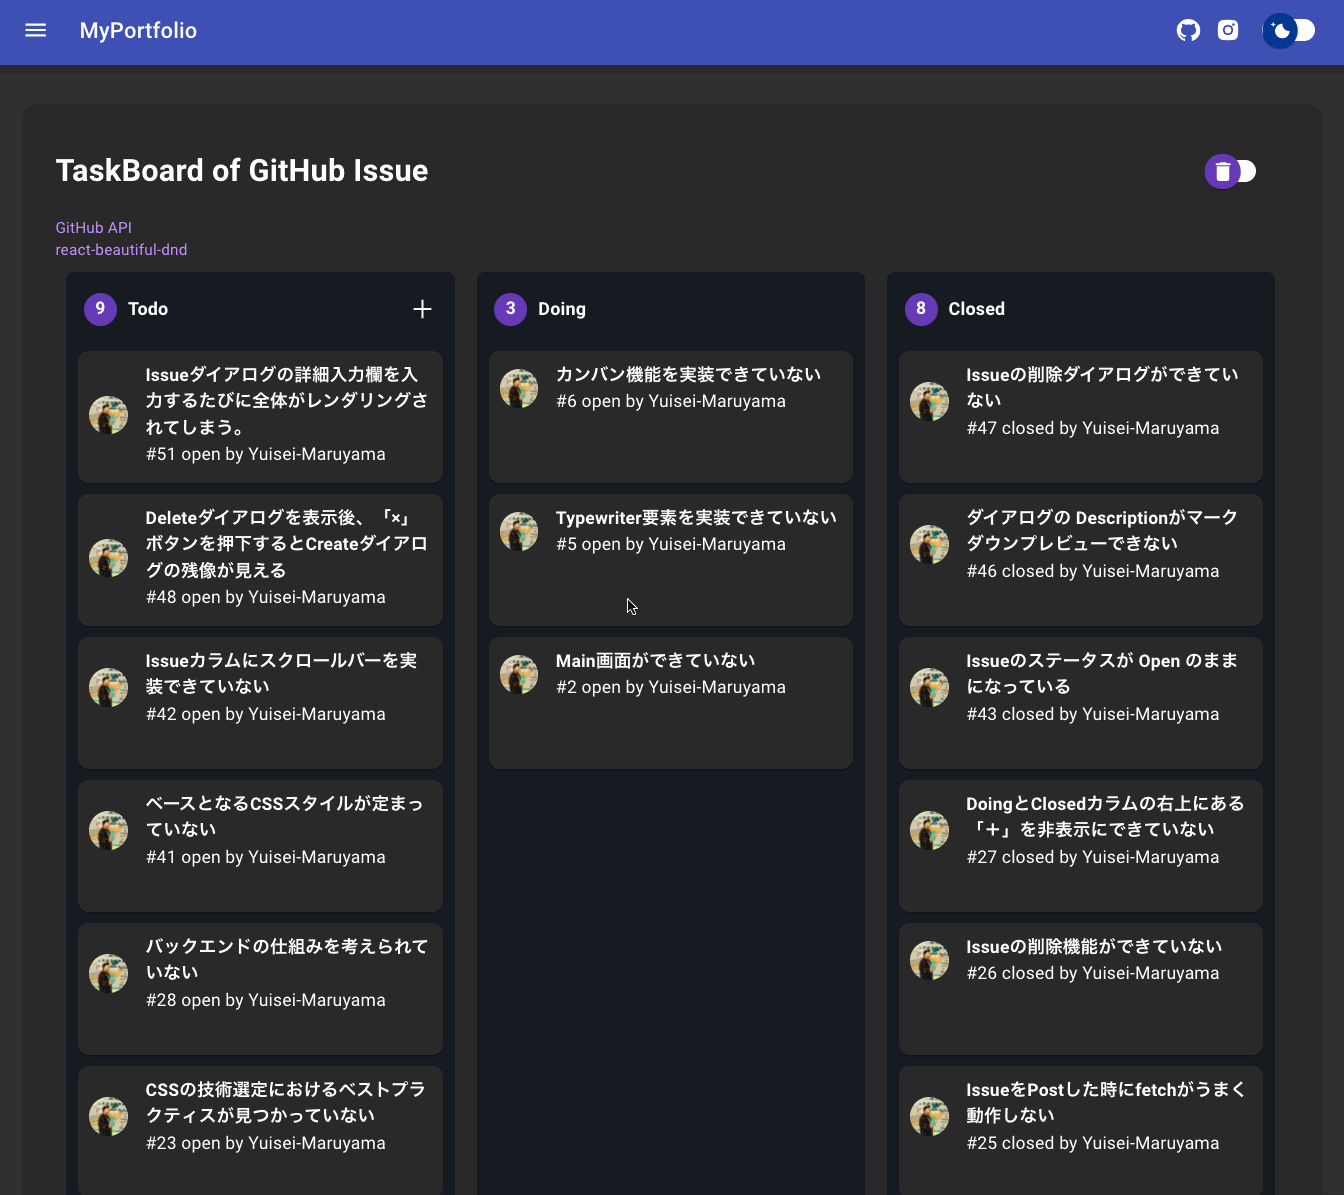 MyPortfolio
TaskBoard of GitHub Issue
GitHub API
react-beautiful-dnd
9 Todo
Issueダイアログの詳細入力欄を入
力するたびに全体がレンダリングさ
れてしまう。
#51 open by Yuisei-Maruyama
Deleteダイアログを表示後、「×」
ボタンを押下するとCreateダイアロ
グの残像が見える
#48 open by Yuisei-Maruyama
Issueカラムにスクロールバーを実
装できていない
#42 open by Yuisei-Maruyama
ベースとなるCSSスタイルが定まっ
ていない
#41 open by Yuisei-Maruyama
バックエンドの仕組みを考えられて
いない
#28 open by Yuisei-Maruyama
CSSの技術選定におけるベストプラ
クティスが見つかっていない
#23 open by Yuisei-Maruyama
3 Doing
カンバン機能を実装できていない
#6 open by Yuisei-Maruyama
Typewriter要素を実装できていない
#5 open by Yuisei-Maruyama
Main画面ができていない
#2 open by Yuisei-Maruyama
8 Closed
Issueの削除ダイアログができてい
ない
#47 closed by Yuisei-Maruyama
ダイアログの Descriptionがマーク
ダウンプレビューできない
#46 closed by Yuisei-Maruyama
Issueのステータスが Open のまま
になっている
#43 closed by Yuisei-Maruyama
DoingとClosedカラムの右上にある
「＋」を非表示にできていない
#27 closed by Yuisei-Maruyama
Issueの削除機能ができていない
#26 closed by Yuisei-Maruyama
IssueをPostした時にfetchがうまく
動作しない
#25 closed by Yuisei-Maruyama